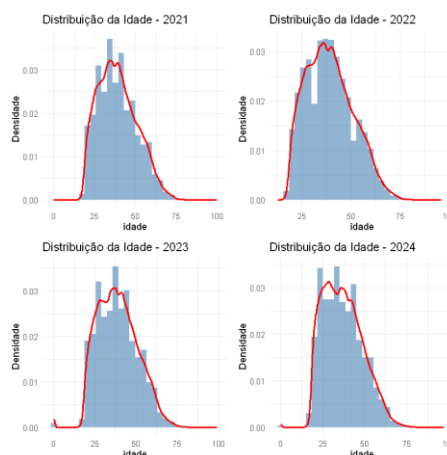 Distribuição da Idade - 2021
Densidade
0.03
0.02
0.01
0.00
0 25 50 75 100
idade
Distribuição da Idade - 2022
Densidade
0.03
0.02
0.01
0.00
25 50 75
idade
Distribuição da Idade - 2023
Densidade
0.03
0.02
0.01
0.00
0 25 50 75 100
idade
Distribuição da Idade - 2024
Densidade
0.03
0.02
0.01
0.00
0 25 50 75
idade